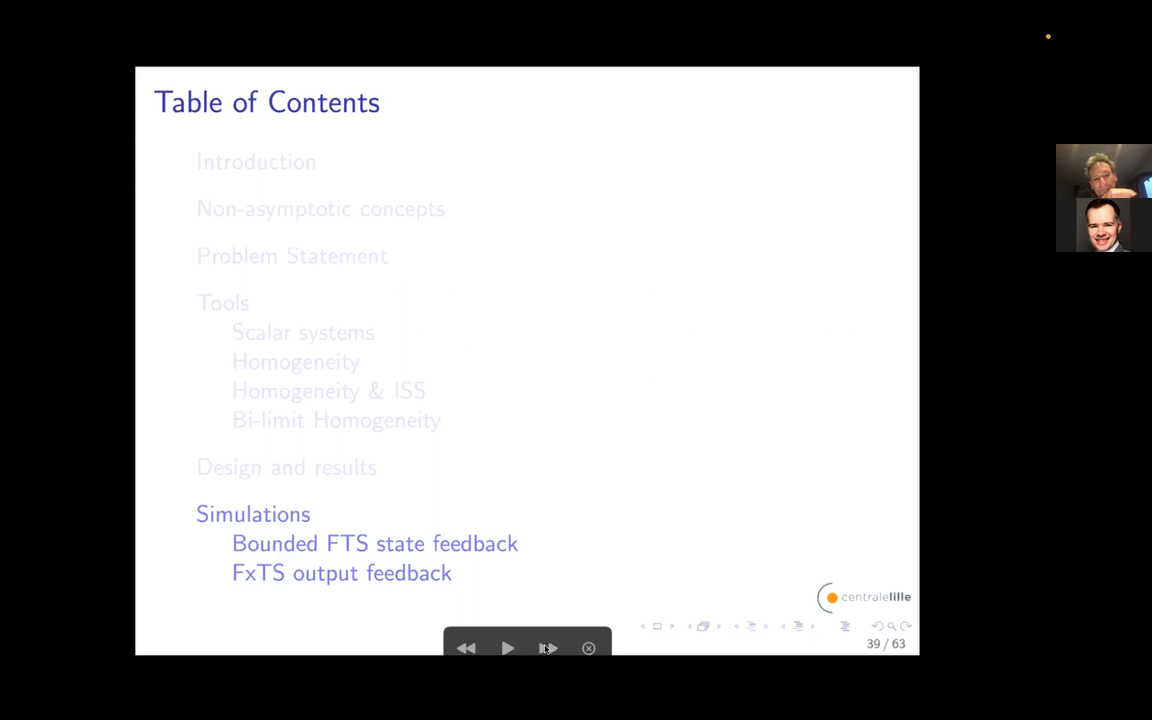 Table of Contents
Introduction
Non-asymptotic concepts
Problem Statement
Tools
Scalar systems
Homogeneity
Homogeneity & ISS
Bi-limit Homogeneity
Design and results
Simulations
Bounded FTS state feedback
FxTS output feedback
centralelille
39 / 63